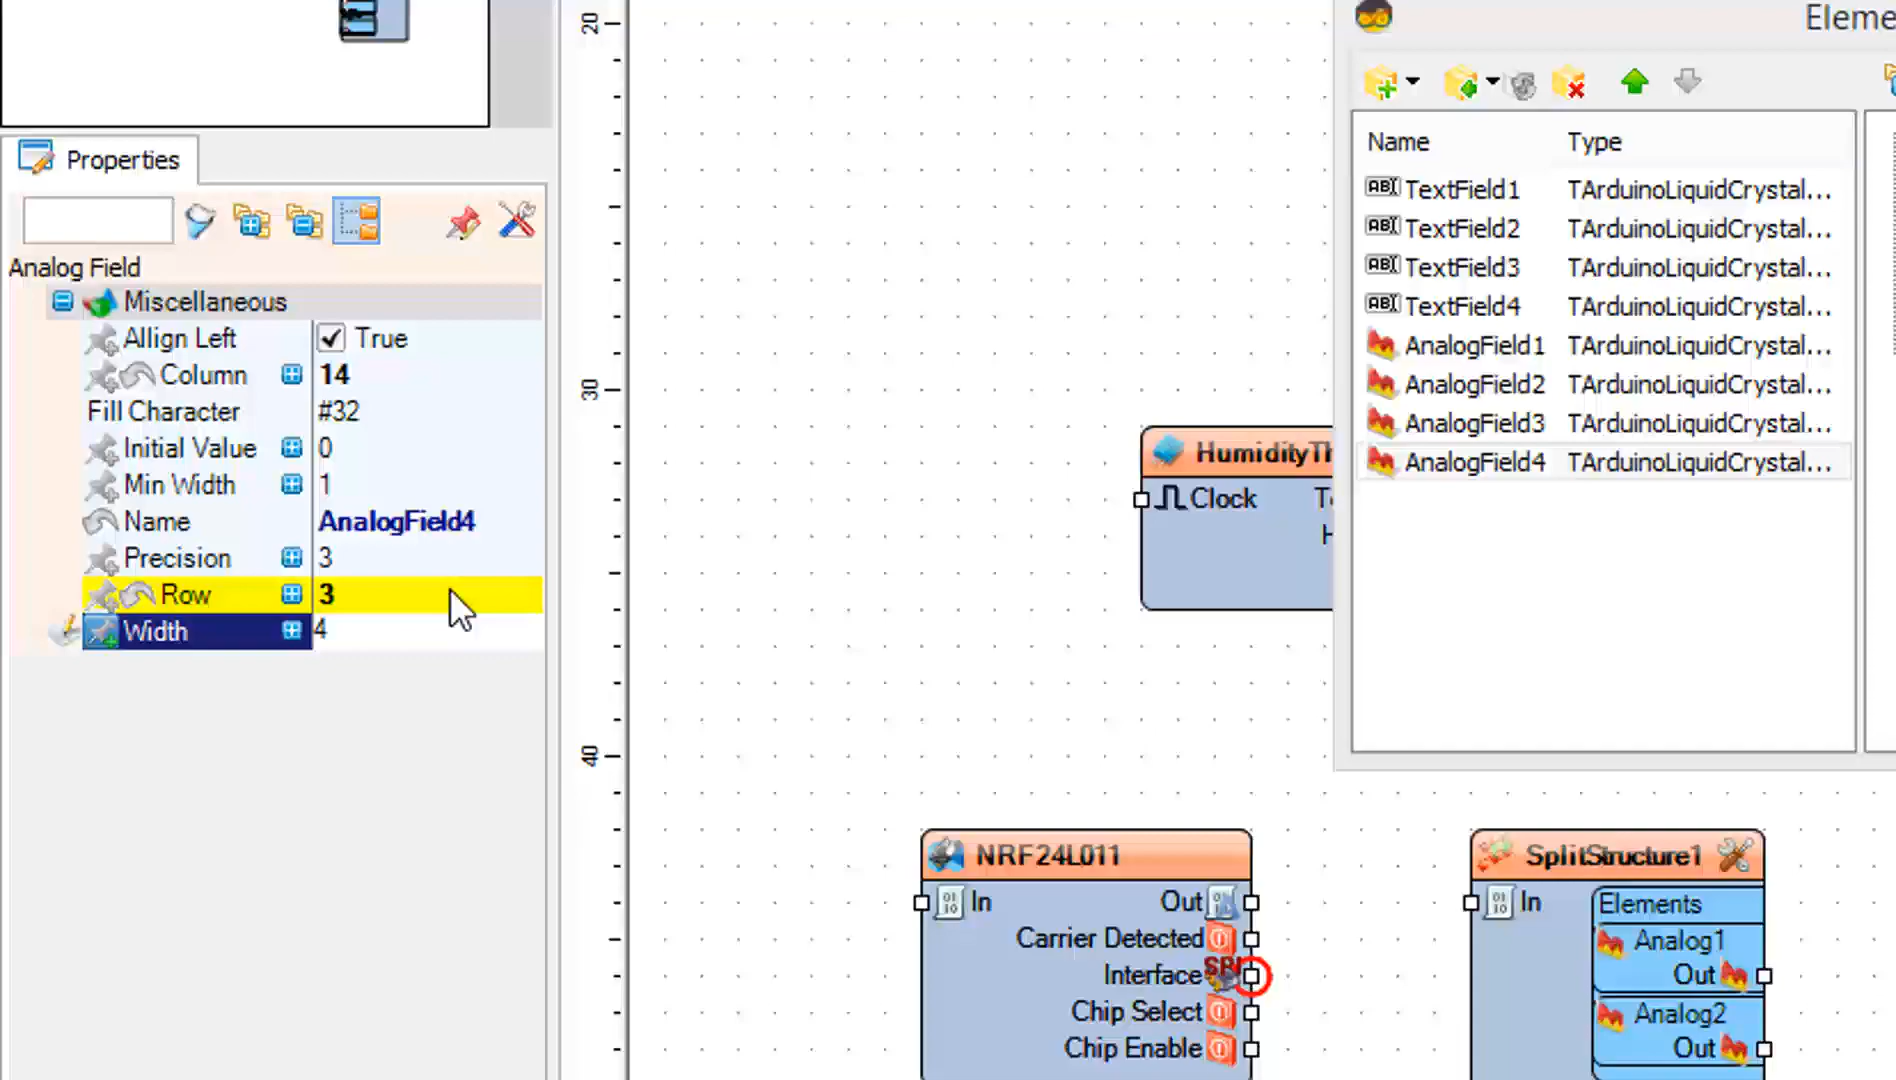 Properties
Analog Field
Miscellaneous
Allign Left True
Column 14
Fill Character #32
Initial Value 0
Min Width 1
Name AnalogField4
Precision 3
Row 3
Width 4
20
30
40
HumidityTh
Clock
NRF24L011
In Out
Carrier Detected
Interface SPI
Chip Select
Chip Enable
Eleme
Name Type
TextField1 TArduinoLiquidCrystal...
TextField2 TArduinoLiquidCrystal...
TextField3 TArduinoLiquidCrystal...
TextField4 TArduinoLiquidCrystal...
AnalogField1 TArduinoLiquidCrystal...
AnalogField2 TArduinoLiquidCrystal...
AnalogField3 TArduinoLiquidCrystal...
AnalogField4 TArduinoLiquidCrystal...
SplitStructure1
In
Elements
Analog1
Out
Analog2
Out